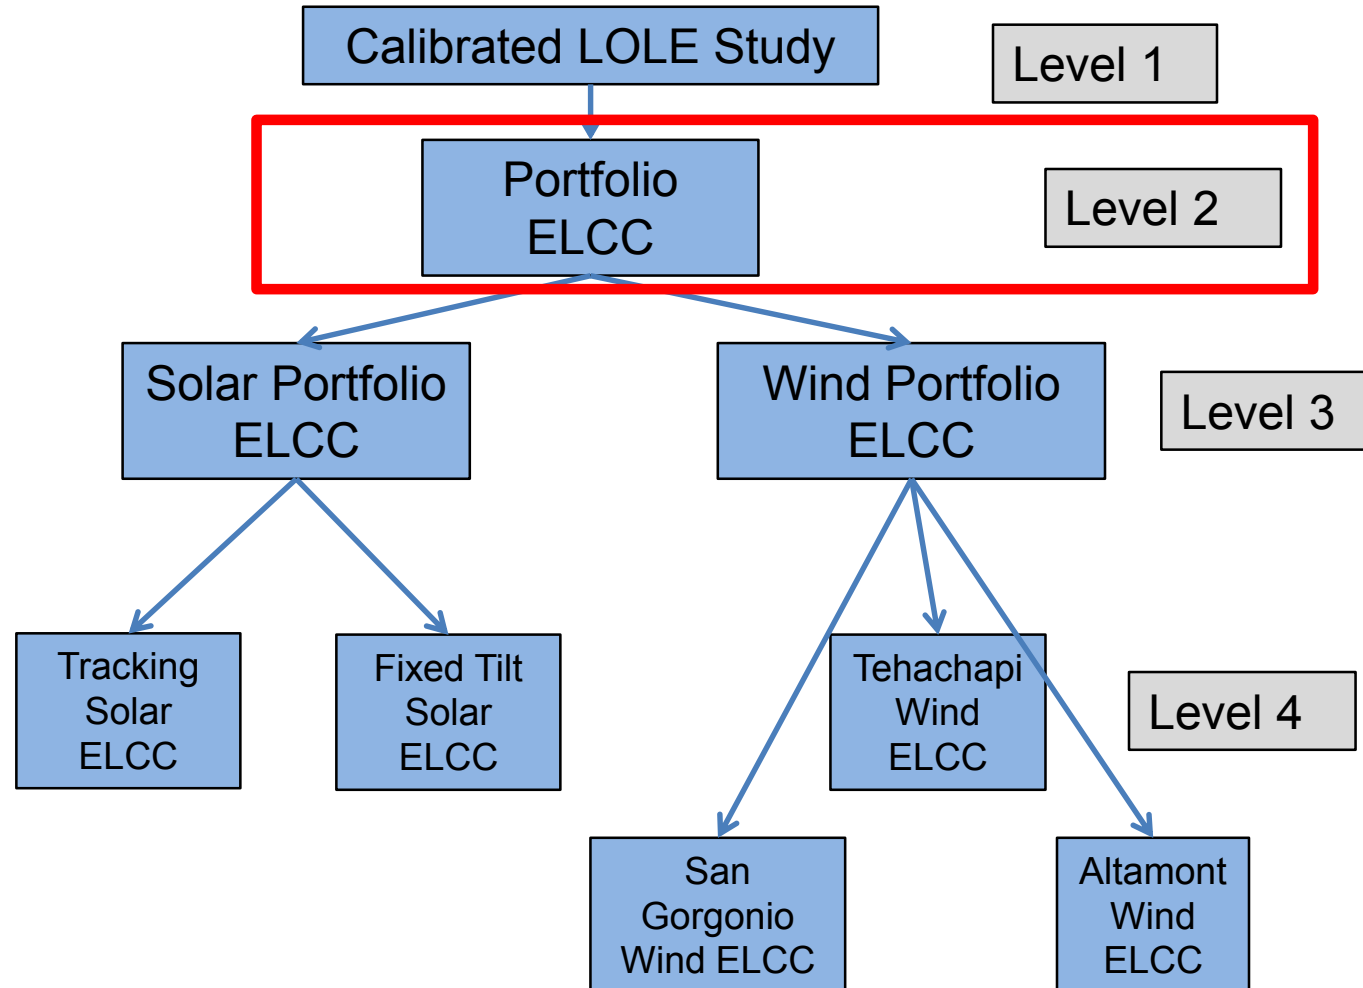 Calibrated LOLE Study
Level 1
Portfolio
ELCC
Level 2
Solar Portfolio
ELCC
Wind Portfolio
ELCC
Level 3
Tracking
Solar
ELCC
Fixed Tilt
Solar
ELCC
Tehachapi
Wind
ELCC
Level 4
San
Gorgonio
Wind ELCC
Altamont
Wind
ELCC